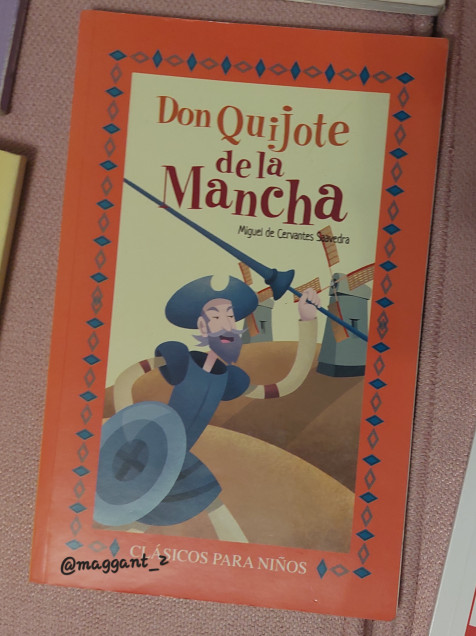 Don Quijote
de la
Mancha
Miguel de Cervantes Saavedra
CLÁSICOS PARA NIÑOS
@maggant_z